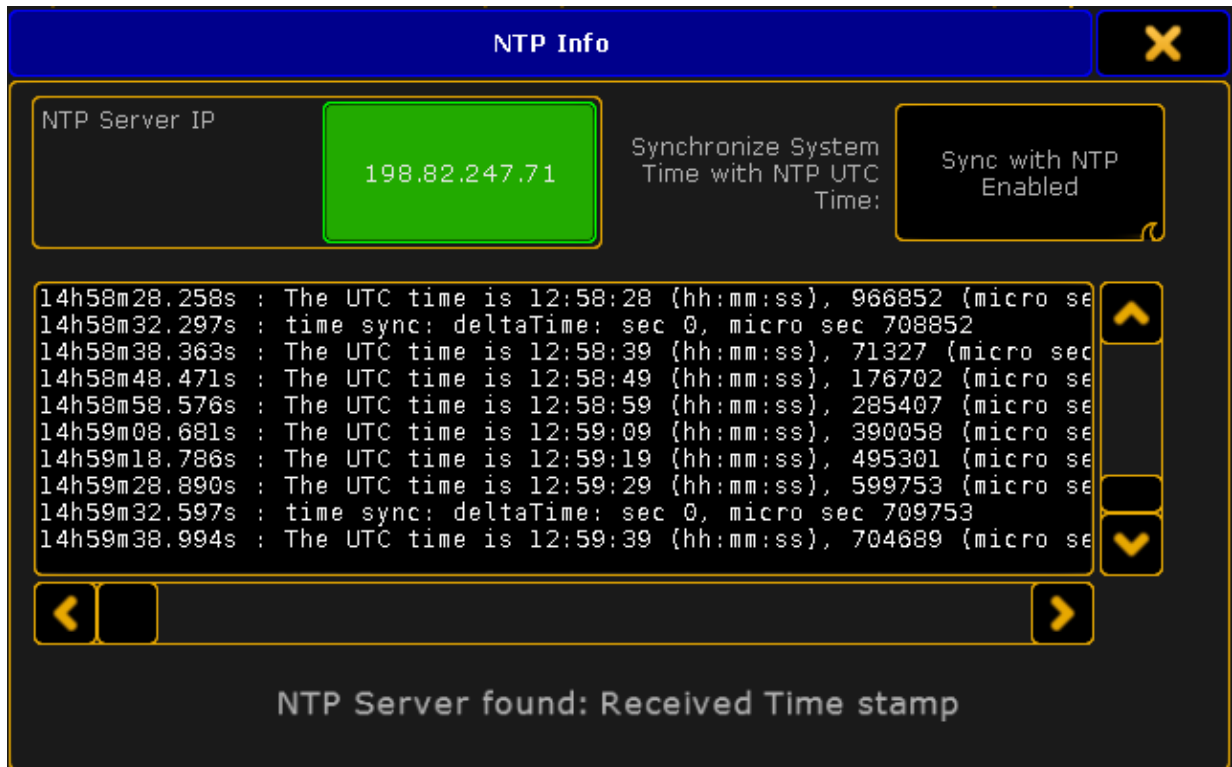 NTP Info
NTP Server IP
198.82.247.71
Synchronize System
Time with NTP UTC
Time:
Sync with NTP
Enabled
14h58m28.258s : The UTC time is 12:58:28 (hh:mm:ss), 966852 (micro se
14h58m32.297s : time sync: deltaTime: sec 0, micro sec 708852
14h58m38.363s : The UTC time is 12:58:39 (hh:mm:ss), 71327 (micro sec
14h58m48.471s : The UTC time is 12:58:49 (hh:mm:ss), 176702 (micro se
14h58m58.576s : The UTC time is 12:58:59 (hh:mm:ss), 285407 (micro se
14h59m08.681s : The UTC time is 12:59:09 (hh:mm:ss), 390058 (micro se
14h59m18.786s : The UTC time is 12:59:19 (hh:mm:ss), 495301 (micro se
14h59m28.890s : The UTC time is 12:59:29 (hh:mm:ss), 599753 (micro se
14h59m32.597s : time sync: deltaTime: sec 0, micro sec 709753
14h59m38.994s : The UTC time is 12:59:39 (hh:mm:ss), 704689 (micro se
NTP Server found: Received Time stamp